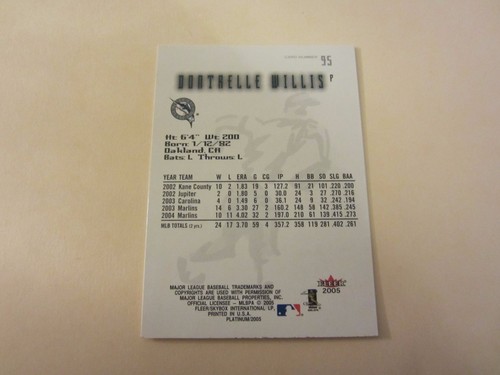 CARD NUMBER 95
DONTRELLE WILLIS P
Ht: 6'4" Wt: 200
Born: 1/12/82
Oakland, CA
Bats: L Throws: L
YEAR TEAM W L ERA G CG IP H BB SO SLG BAA
2002 Kane County 10 2 1.83 19 3 127.2 91 21 101 .220 .200
2002 Jupiter 2 0 1.80 5 0 30.0 24 3 27 .270 .216
2003 Carolina 4 0 1.49 6 0 36.1 24 9 32 .242 .194
2003 Marlins 14 6 3.30 27 2 160.2 148 58 142 .385 .245
2004 Marlins 10 11 4.02 32 2 197.0 210 61 139 .415 .273
MLB TOTALS (2 yrs.) 24 17 3.70 59 4 357.2 358 119 281 .402 .261
MAJOR LEAGUE BASEBALL TRADEMARKS AND
COPYRIGHTS ARE USED WITH PERMISSION OF
MAJOR LEAGUE BASEBALL PROPERTIES, INC.
OFFICIAL LICENSEE – MLBPA © 2005
FLEER/SKYBOX INTERNATIONAL LP.
PRINTED IN U.S.A.
PLATINUM/2005
FLEER
2005